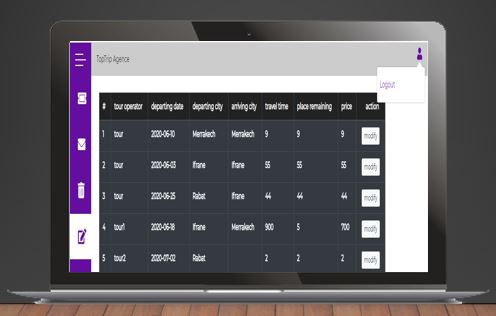 TopTrip Agence
Logout
# tour operator departing date departing city arriving city travel time place remaining price action
1 tour 2020-06-10 Merrakech Merrakech 9 9 9 modify
2 tour 2020-06-03 Ifrane Ifrane 55 55 55 modify
3 tour 2020-06-25 Rabat Ifrane 44 44 44 modify
4 tour1 2020-06-18 Ifrane Merrakech 900 5 700 modify
5 tour2 2020-07-02 Rabat 2 2 2 modify